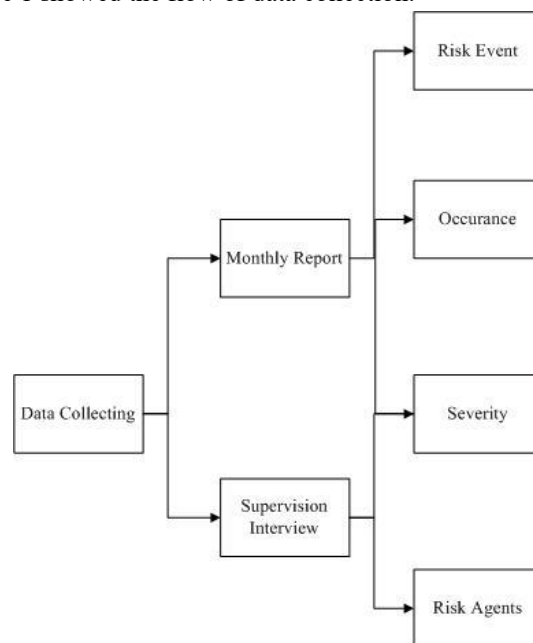 1 showed the flow of data collection.
Risk Event
Occurance
Monthly Report
Data Collecting
Severity
Supervision
Interview
Risk Agents